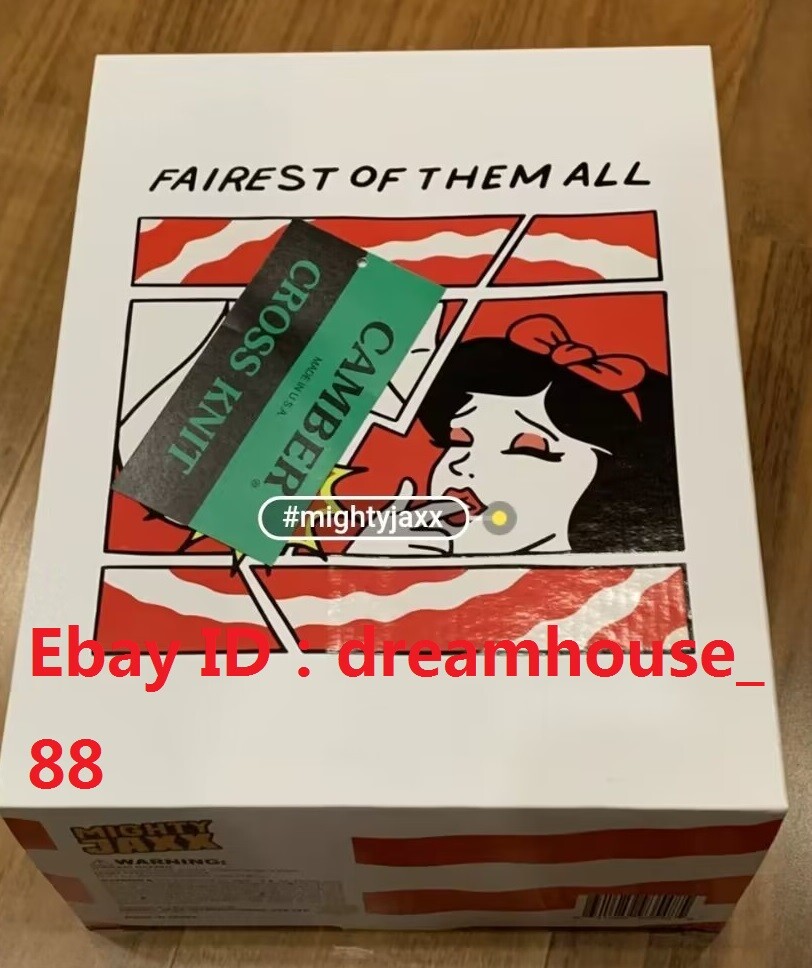 FAIREST OF THEM ALL
CROSS KNIT
CAMBER®
MADE IN U.S.A.
#mightyjaxx
Ebay ID : dreamhouse_
88
MIGHTY
JAXX
WARNING: